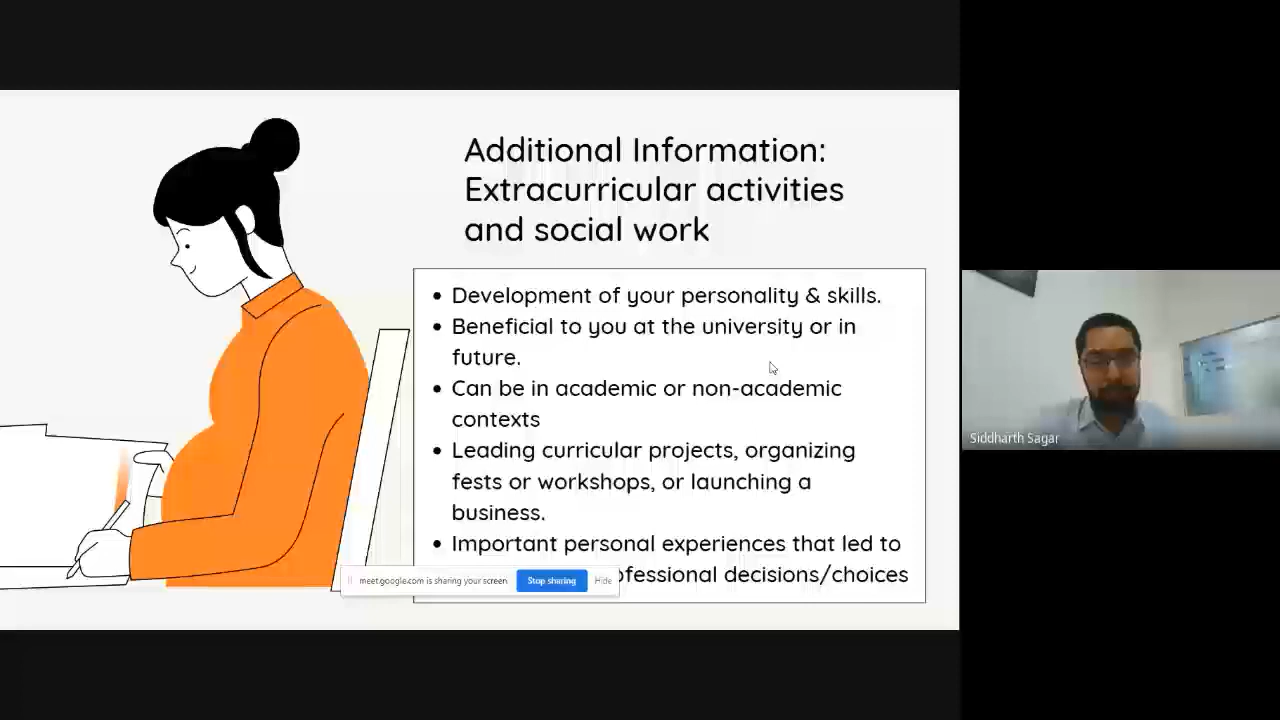 Additional Information:
Extracurricular activities
and social work
• Development of your personality & skills.
• Beneficial to you at the university or in
future.
• Can be in academic or non-academic
contexts
• Leading curricular projects, organizing
fests or workshops, or launching a
business.
• Important personal experiences that led to
ofessional decisions/choices
meet.google.com is sharing your screen. Stop sharing Hide
Siddharth Sagar